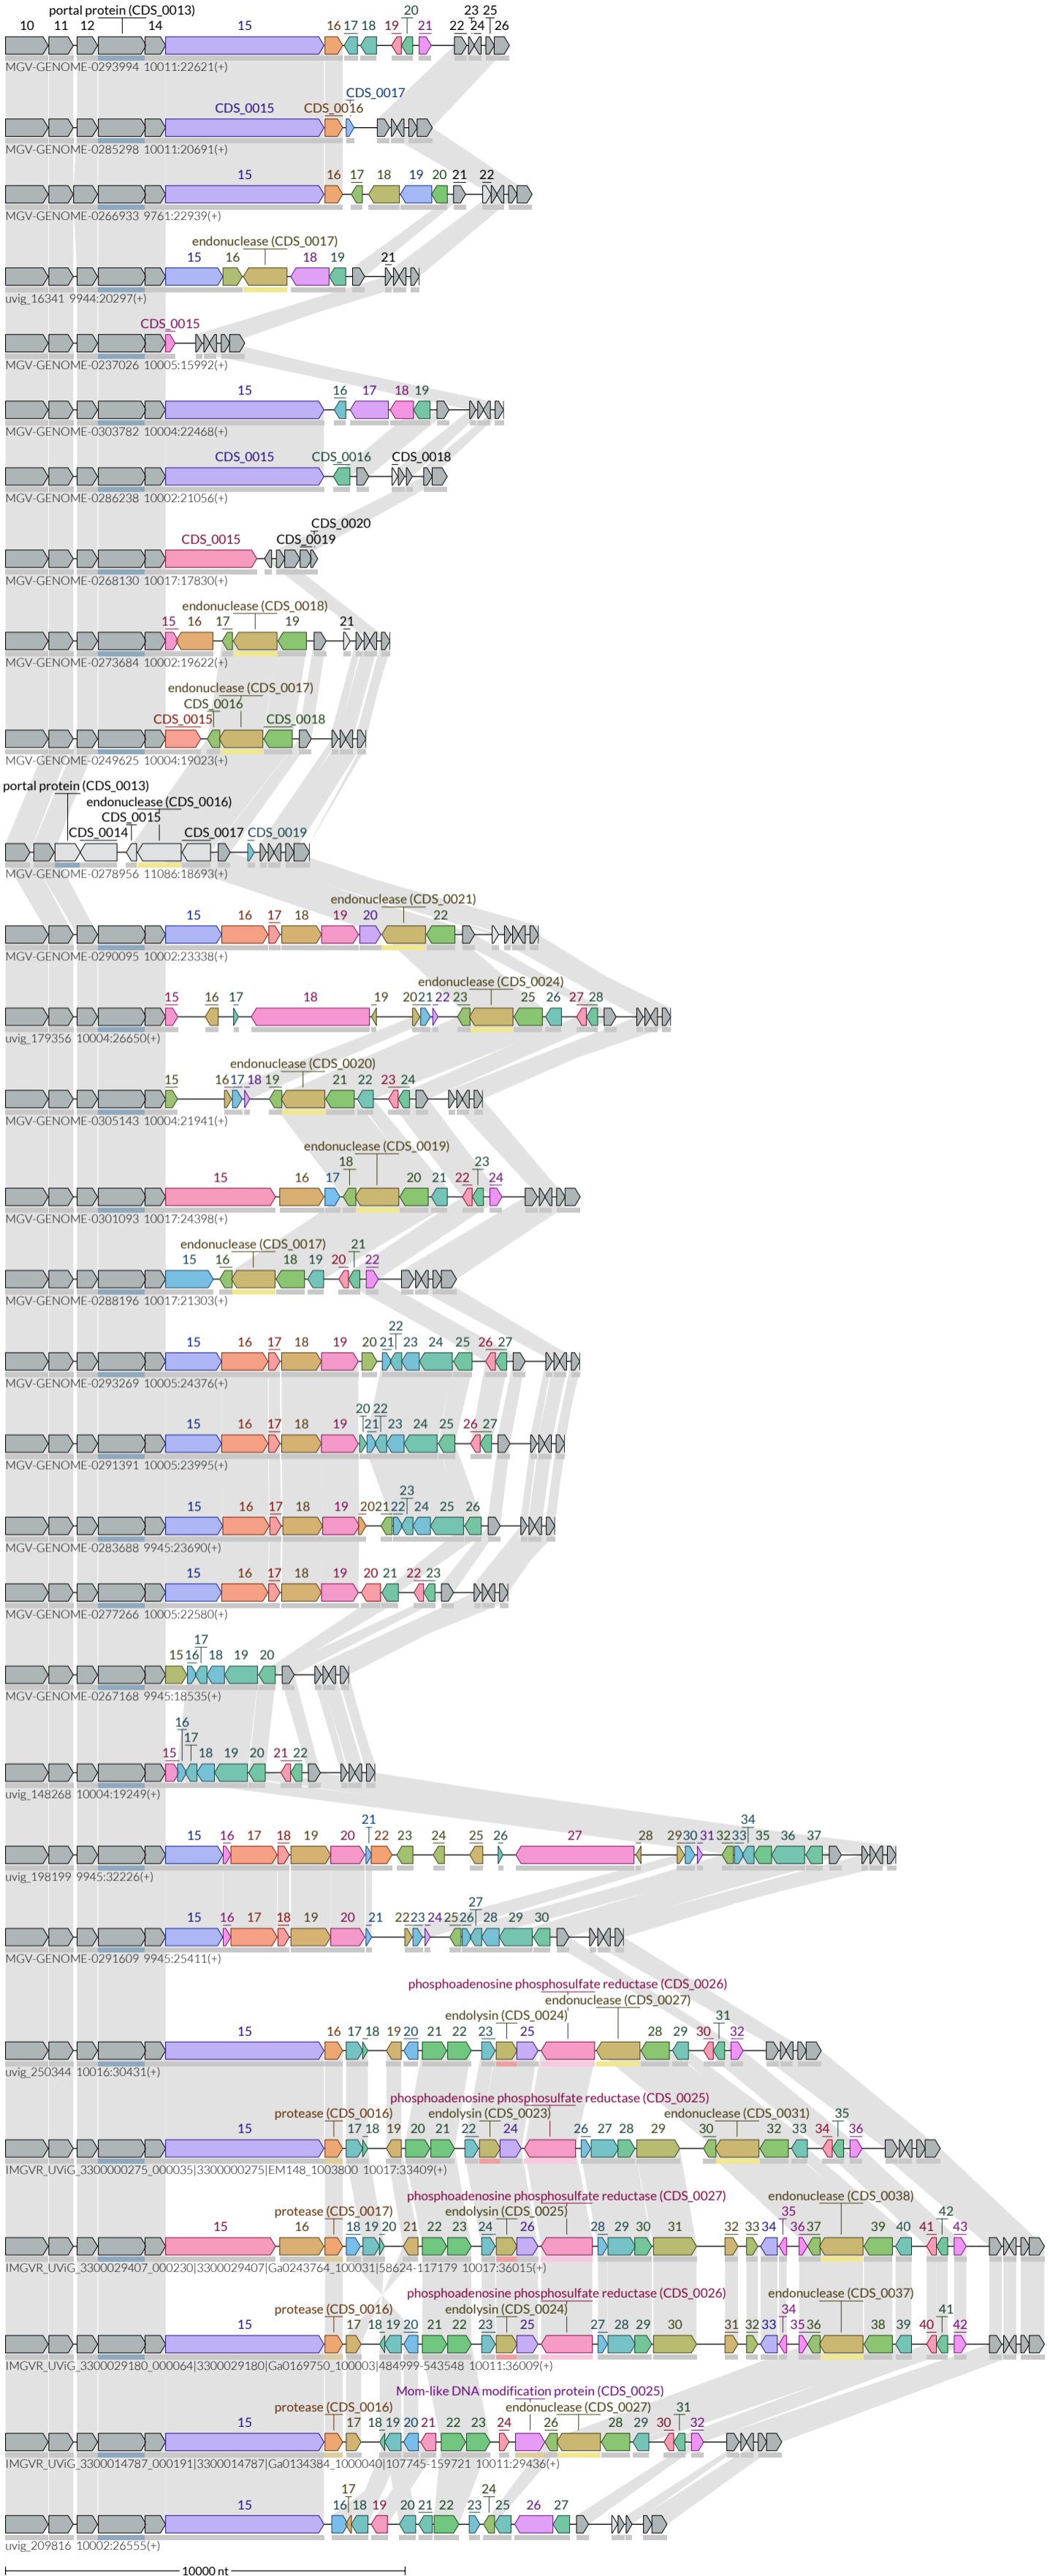 portal protein (CDS_0013)
10 11 12 14 15 16 17 18 19 20 21 22 23 24 25 26
MGV-GENOME-0293994 10011:22621(+)
CDS_0015 CDS_0016 CDS_0017
MGV-GENOME-0285298 10011:20691(+)
15 16 17 18 19 20 21 22
MGV-GENOME-0266933 9761:22939(+)
endonuclease (CDS_0017)
15 16 18 19 21
uvig_16341 9944:20297(+)
CDS_0015
MGV-GENOME-0237026 10005:15992(+)
15 16 17 18 19
MGV-GENOME-0303782 10004:22468(+)
CDS_0015 CDS_0016 CDS_0018
MGV-GENOME-0286238 10002:21056(+)
CDS_0020
CDS_0015 CDS_0019
MGV-GENOME-0268130 10017:17830(+)
endonuclease (CDS_0018)
15 16 17 19 21
MGV-GENOME-0273684 10002:19622(+)
endonuclease (CDS_0017)
CDS_0016
CDS_0015 CDS_0018
MGV-GENOME-0249625 10004:19023(+)
portal protein (CDS_0013)
endonuclease (CDS_0016)
CDS_0015
CDS_0014 CDS_0017 CDS_0019
MGV-GENOME-0278956 11086:18693(+)
endonuclease (CDS_0021)
15 16 17 18 19 20 22
MGV-GENOME-0290095 10002:23338(+)
endonuclease (CDS_0024)
15 16 17 18 19 20 21 22 23 25 26 27 28
uvig_179356 10004:26650(+)
endonuclease (CDS_0020)
15 16 17 18 19 21 22 23 24
MGV-GENOME-0305143 10004:21941(+)
endonuclease (CDS_0019)
18 23
15 16 17 20 21 22 24
MGV-GENOME-0301093 10017:24398(+)
endonuclease (CDS_0017) 21
15 16 18 19 20 22
MGV-GENOME-0288196 10017:21303(+)
22
15 16 17 18 19 20 21 23 24 25 26 27
MGV-GENOME-0293269 10005:24376(+)
20 22
15 16 17 18 19 21 23 24 25 26 27
MGV-GENOME-0291391 10005:23995(+)
23
15 16 17 18 19 20 21 22 24 25 26
MGV-GENOME-0283688 9945:23690(+)
15 16 17 18 19 20 21 22 23
MGV-GENOME-0277266 10005:22580(+)
17
15 16 18 19 20
MGV-GENOME-0267168 9945:18535(+)
16
17
15 18 19 20 21 22
uvig_148268 10004:19249(+)
21 34
15 16 17 18 19 20 22 23 24 25 26 27 28 29 30 31 32 33 35 36 37
uvig_198199 9945:32226(+)
27
15 16 17 18 19 20 21 22 23 24 25 26 28 29 30
MGV-GENOME-0291609 9945:25411(+)
phosphoadenosine phosphosulfate reductase (CDS_0026)
endonuclease (CDS_0027)
endolysin (CDS_0024) 31
15 16 17 18 19 20 21 22 23 25 28 29 30 32
uvig_250344 10016:30431(+)
phosphoadenosine phosphosulfate reductase (CDS_0025)
protease (CDS_0016) endolysin (CDS_0023) endonuclease (CDS_0031) 35
15 17 18 19 20 21 22 24 26 27 28 29 30 32 33 34 36
IMGVR_UViG_3300000275_000035|3300000275|EM148_1003800 10017:33409(+)
phosphoadenosine phosphosulfate reductase (CDS_0027) endonuclease (CDS_0038)
protease (CDS_0017) endolysin (CDS_0025) 35 42
15 16 18 19 20 21 22 23 24 26 28 29 30 31 32 33 34 36 37 39 40 41 43
IMGVR_UViG_3300029407_000230|3300029407|Ga0243764_100031|58624-117179 10017:36015(+)
phosphoadenosine phosphosulfate reductase (CDS_0026) endonuclease (CDS_0037)
protease (CDS_0016) endolysin (CDS_0024) 34 41
15 17 18 19 20 21 22 23 25 27 28 29 30 31 32 33 35 36 38 39 40 42
IMGVR_UViG_3300029180_000064|3300029180|Ga0169750_100003|484999-543548 10011:36009(+)
Mom-like DNA modification protein (CDS_0025)
protease (CDS_0016) endonuclease (CDS_0027) 31
15 17 18 19 20 21 22 23 24 26 28 29 30 32
IMGVR_UViG_3300014787_000191|3300014787|Ga0134384_1000040|107745-159721 10011:29436(+)
17 24
15 16 18 19 20 21 22 23 25 26 27
uvig_209816 10002:26555(+)
10000 nt